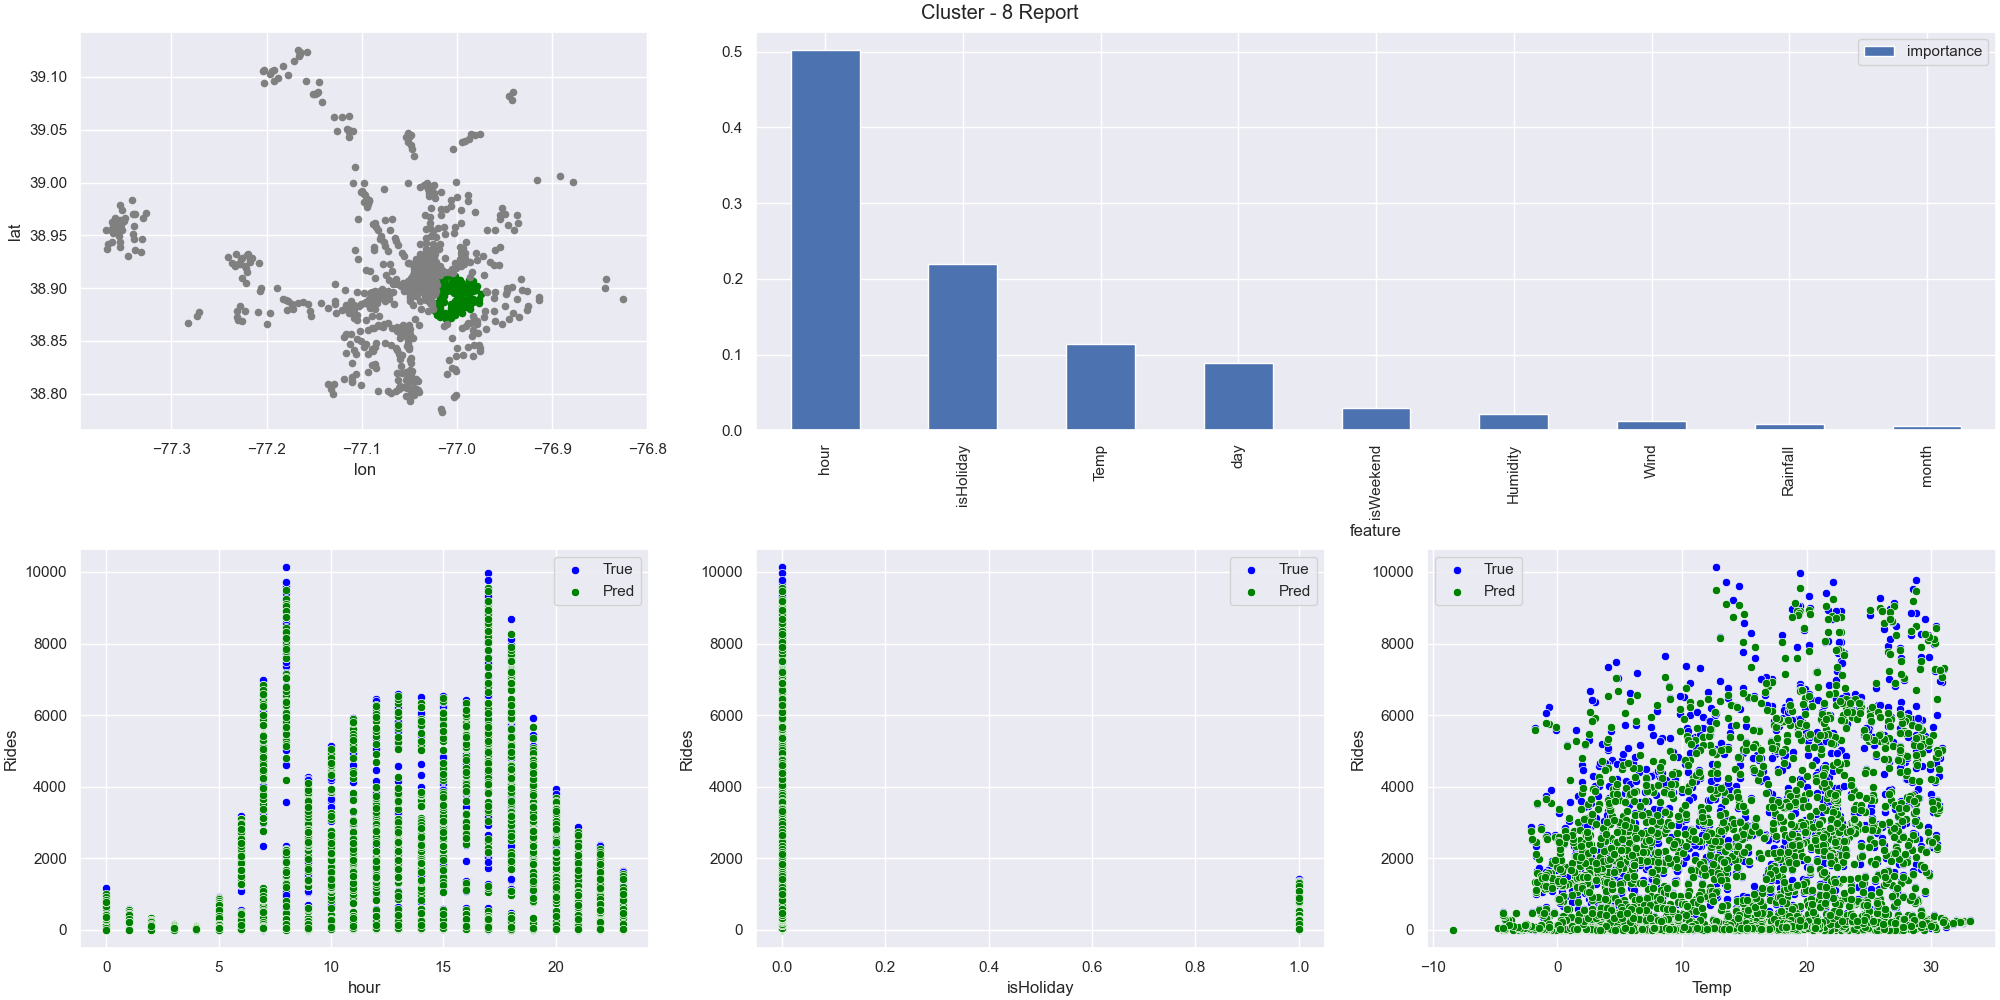 Cluster - 8 Report
39.10
39.05
39.00
38.95
38.90
38.85
38.80
lat
−77.3 −77.2 −77.1 −77.0 −76.9 −76.8
lon
importance
0.5
0.4
0.3
0.2
0.1
0.0
hour isHoliday Temp day isWeekend Humidity Wind Rainfall month
feature
True
Pred
10000
8000
6000
4000
2000
0
Rides
0 5 10 15 20
hour
True
Pred
10000
8000
6000
4000
2000
0
Rides
0.0 0.2 0.4 0.6 0.8 1.0
isHoliday
True
Pred
10000
8000
6000
4000
2000
0
Rides
−10 0 10 20 30
Temp